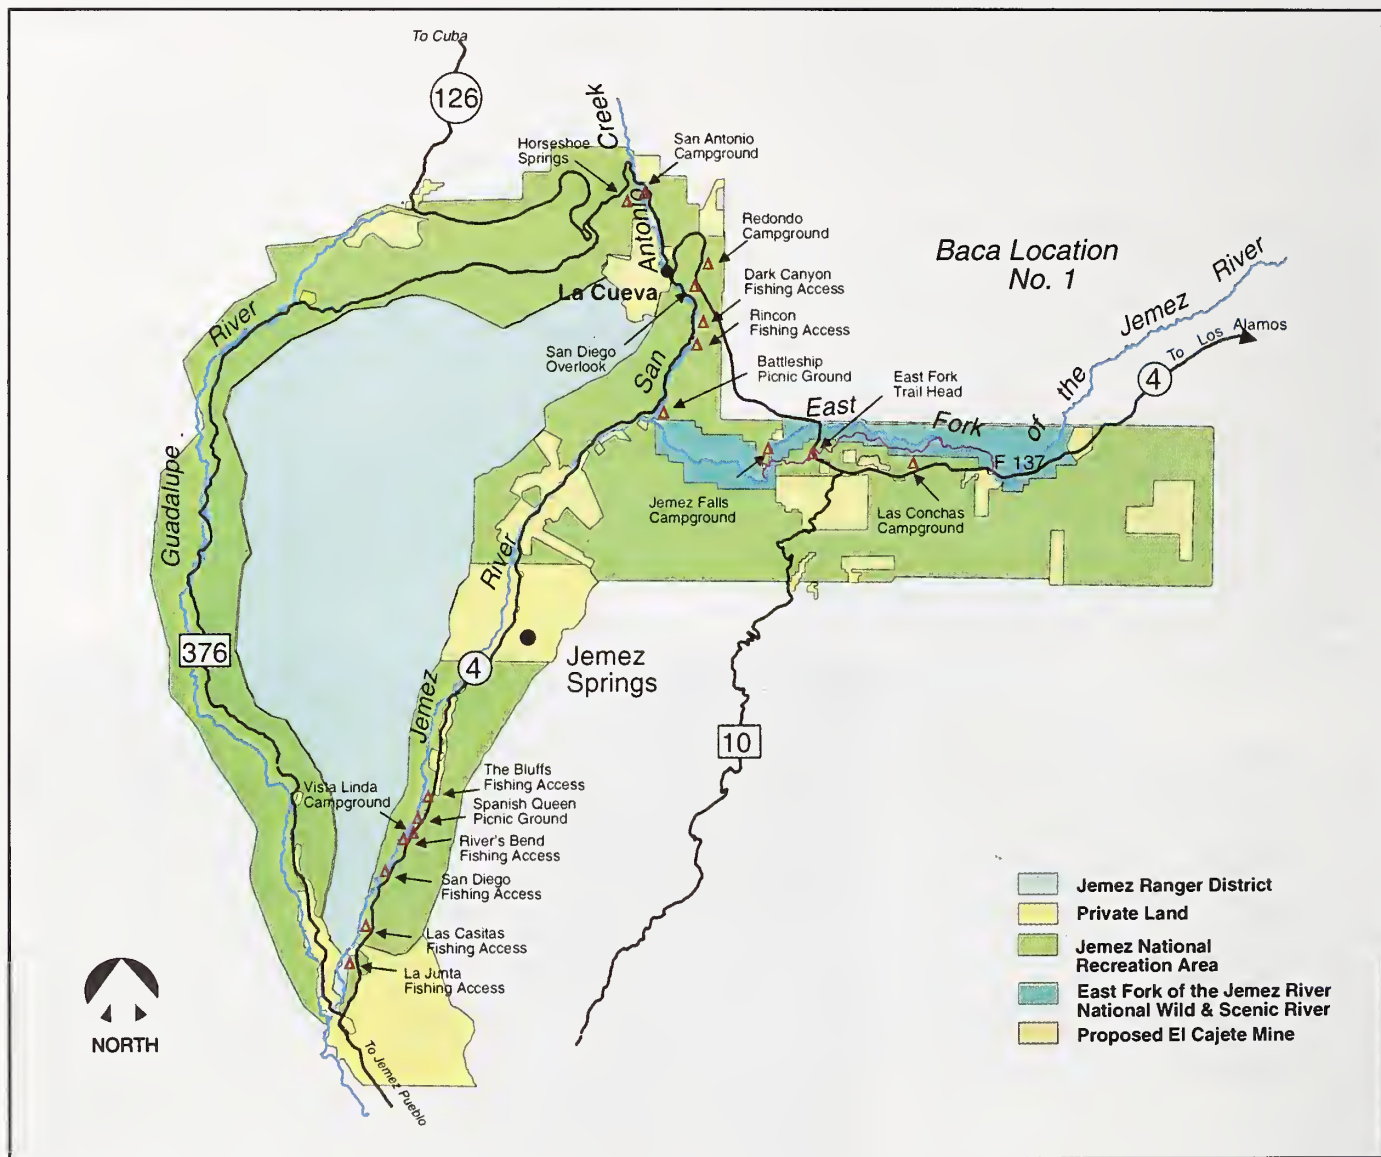 To Cuba
126
Creek
San Antonio
Campground
Horseshoe
Springs
Antonio
Redondo
Campground
Baca Location
No. 1
Jemez River
Dark Canyon
Fishing Access
La Cueva
Rincon
Fishing Access
River
To Los Alamos
San Diego
Overlook
San
Battleship
Picnic Ground
4
East Fork
Trail Head
the
East
Fork
of
F 137
Guadalupe
Jemez Falls
Campground
Las Conchas
Campground
River
376
Jemez
Springs
4
Jemez
10
The Bluffs
Fishing Access
Vista Linda
Campground
Spanish Queen
Picnic Ground
River's Bend
Fishing Access
San Diego
Fishing Access
Las Casitas
Fishing Access
La Junta
Fishing Access
To Jemez Pueblo
NORTH
Jemez Ranger District
Private Land
Jemez National
Recreation Area
East Fork of the Jemez River
National Wild & Scenic River
Proposed El Cajete Mine